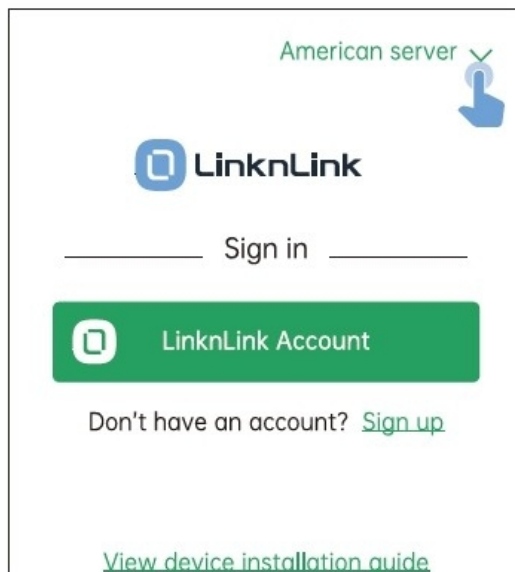 American server
LinknLink
Sign in
LinknLink Account
Don't have an account? Sign up
View device installation guide